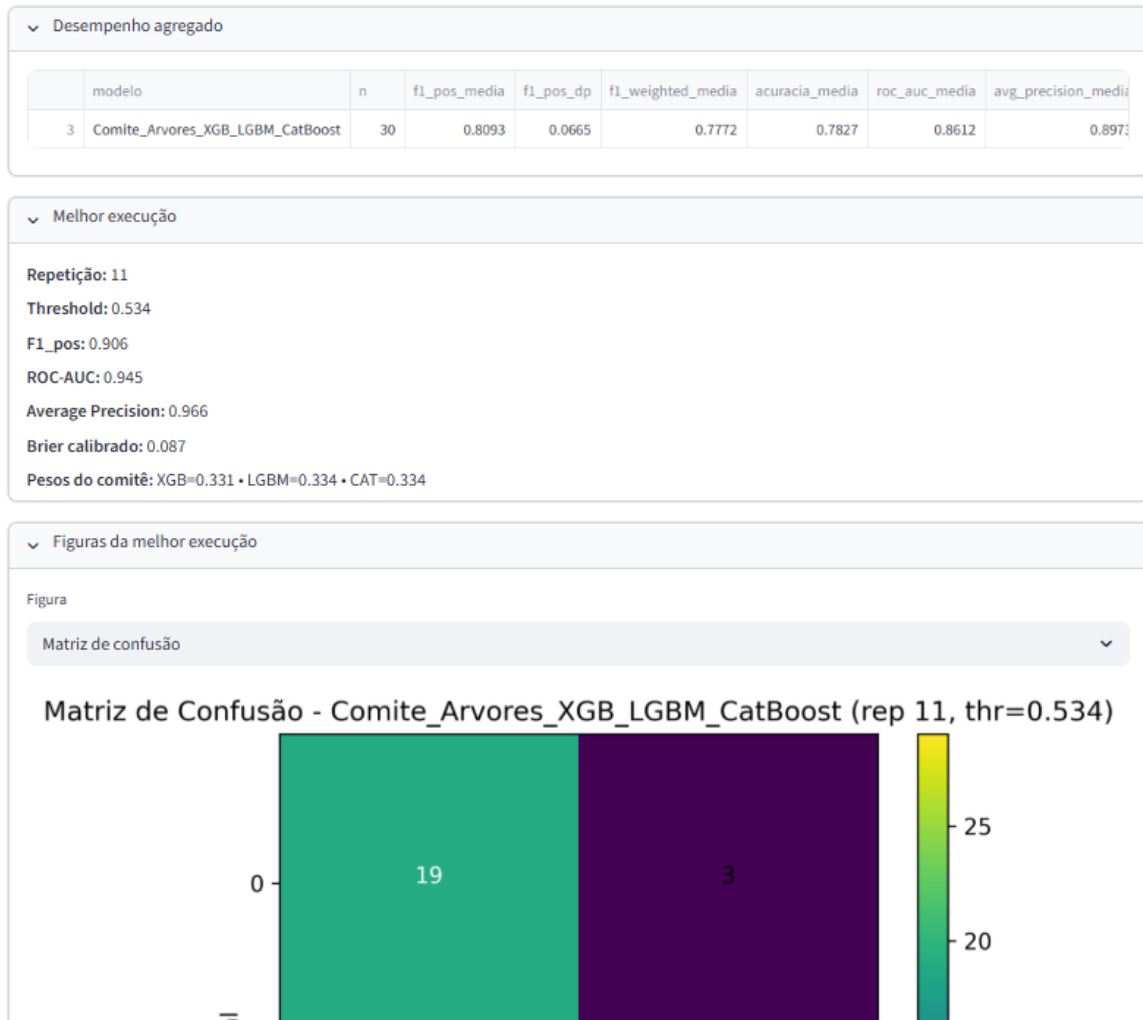 Desempenho agregado
modelo n f1_pos_media f1_pos_dp f1_weighted_media acuracia_media roc_auc_media avg_precision_media
3 Comite_Arvores_XGB_LGBM_CatBoost 30 0.8093 0.0665 0.7772 0.7827 0.8612 0.8973
Melhor execução
Repetição: 11
Threshold: 0.534
F1_pos: 0.906
ROC-AUC: 0.945
Average Precision: 0.966
Brier calibrado: 0.087
Pesos do comitê: XGB=0.331 • LGBM=0.334 • CAT=0.334
Figuras da melhor execução
Figura
Matriz de confusão
Matriz de Confusão - Comite_Arvores_XGB_LGBM_CatBoost (rep 11, thr=0.534)
25
0 19 3
20